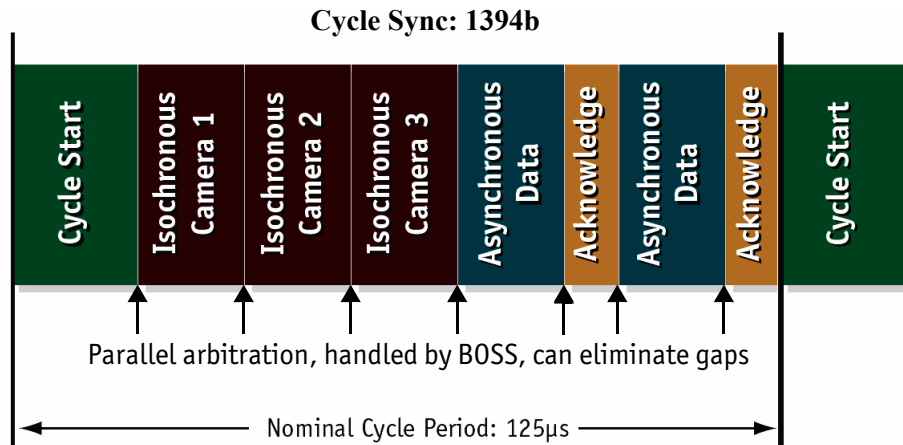 Cycle Sync: 1394b
Cycle Start
Isochronous
Camera 1
Isochronous
Camera 2
Isochronous
Camera 3
Asynchronous
Data
Acknowledge
Asynchronous
Data
Acknowledge
Cycle Start
Parallel arbitration, handled by BOSS, can eliminate gaps
Nominal Cycle Period: 125µs